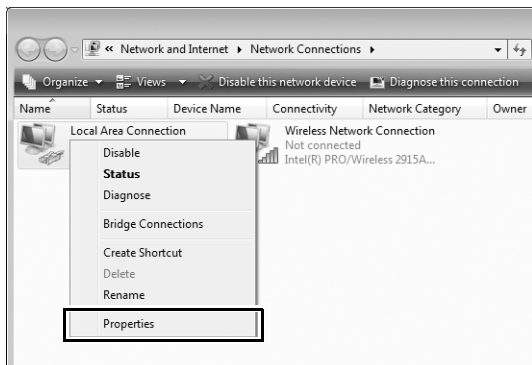 « Network and Internet ▸ Network Connections ▸
Organize Views Disable this network device Diagnose this connection
Name Status Device Name Connectivity Network Category Owner
Local Area Connection
Wireless Network Connection
Not connected
Intel(R) PRO/Wireless 2915A...
Disable
Status
Diagnose
Bridge Connections
Create Shortcut
Delete
Rename
Properties